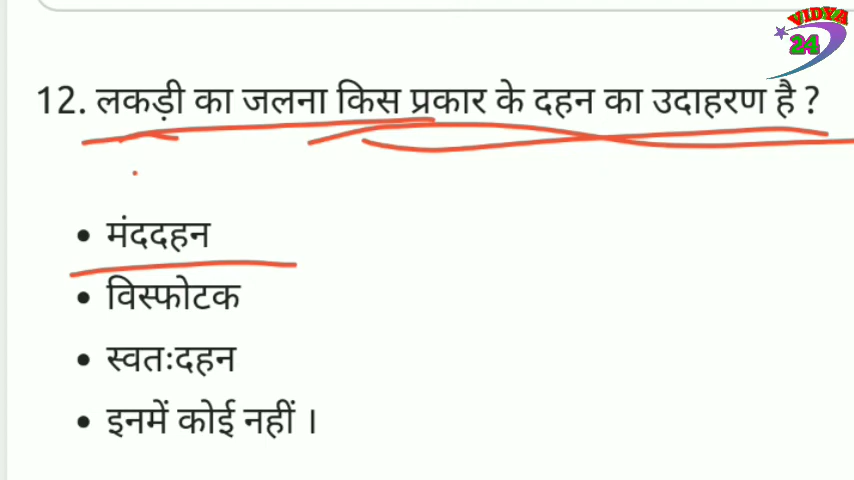 VIDYA
24
12. लकड़ी का जलना किस प्रकार के दहन का उदाहरण है ?
• मंददहन
• विस्फोटक
• स्वतःदहन
• इनमें कोई नहीं ।